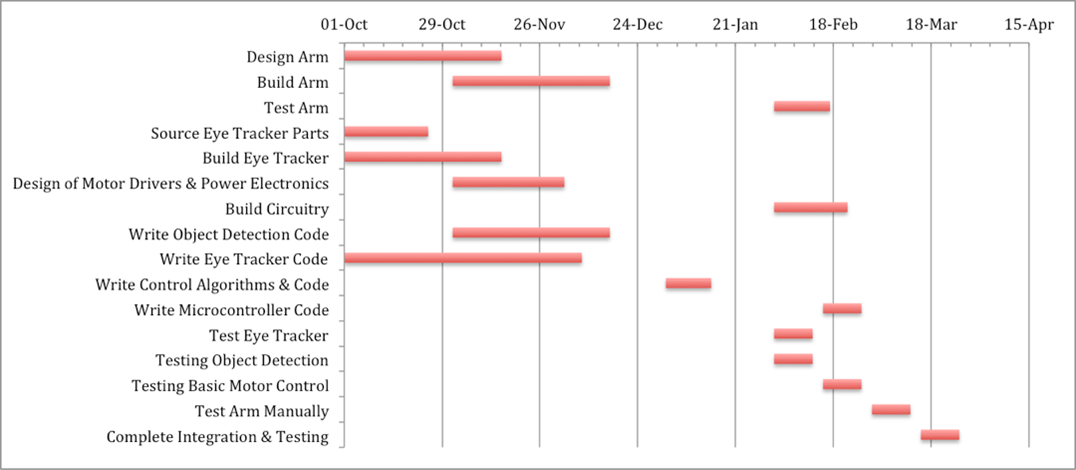 01-Oct 29-Oct 26-Nov 24-Dec 21-Jan 18-Feb 18-Mar 15-Apr
Design Arm
Build Arm
Test Arm
Source Eye Tracker Parts
Build Eye Tracker
Design of Motor Drivers & Power Electronics
Build Circuitry
Write Object Detection Code
Write Eye Tracker Code
Write Control Algorithms & Code
Write Microcontroller Code
Test Eye Tracker
Testing Object Detection
Testing Basic Motor Control
Test Arm Manually
Complete Integration & Testing